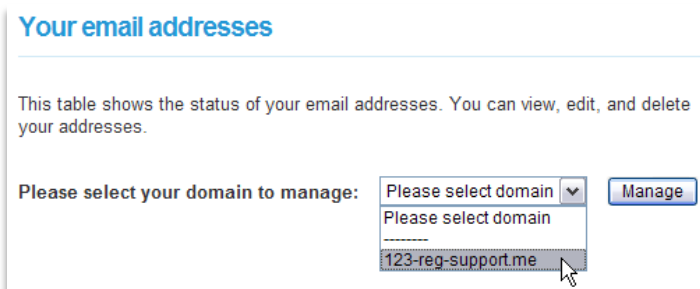 Your email addresses
This table shows the status of your email addresses. You can view, edit, and delete
your addresses.
Please select your domain to manage: Please select domain Manage
Please select domain
--------
123-reg-support.me